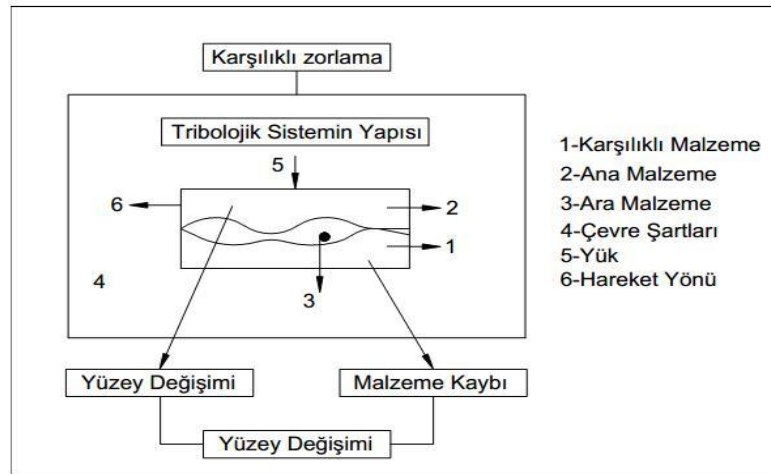 Karşılıklı zorlama
Tribolojik Sistemin Yapısı
5
6
2
1
4
3
1-Karşılıklı Malzeme
2-Ana Malzeme
3-Ara Malzeme
4-Çevre Şartları
5-Yük
6-Hareket Yönü
Yüzey Değişimi
Malzeme Kaybı
Yüzey Değişimi